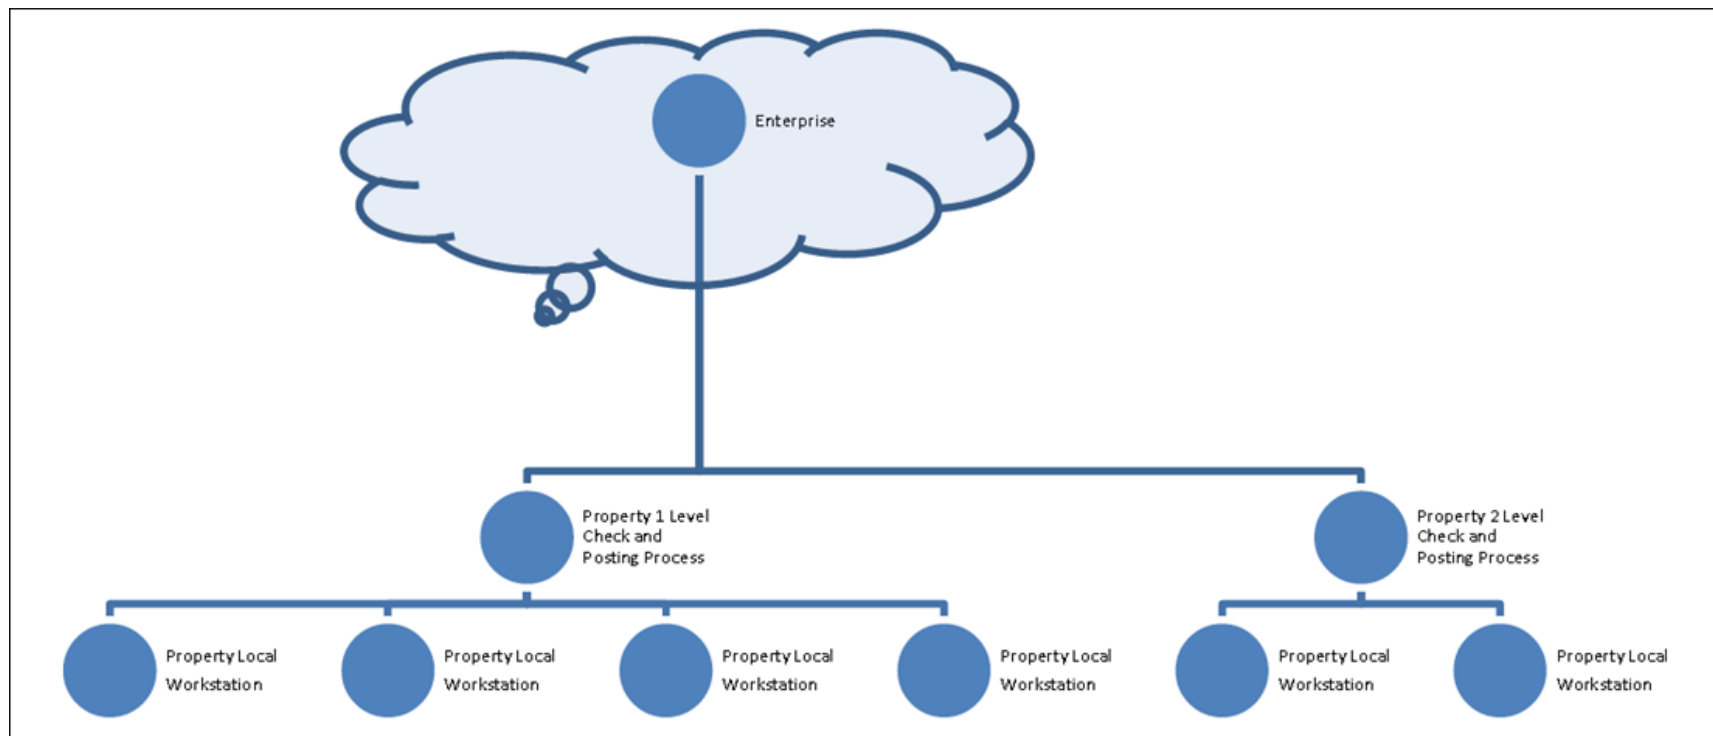 Enterprise
Property 1 Level
Check and
Posting Process
Property 2 Level
Check and
Posting Process
Property Local
Workstation
Property Local
Workstation
Property Local
Workstation
Property Local
Workstation
Property Local
Workstation
Property Local
Workstation